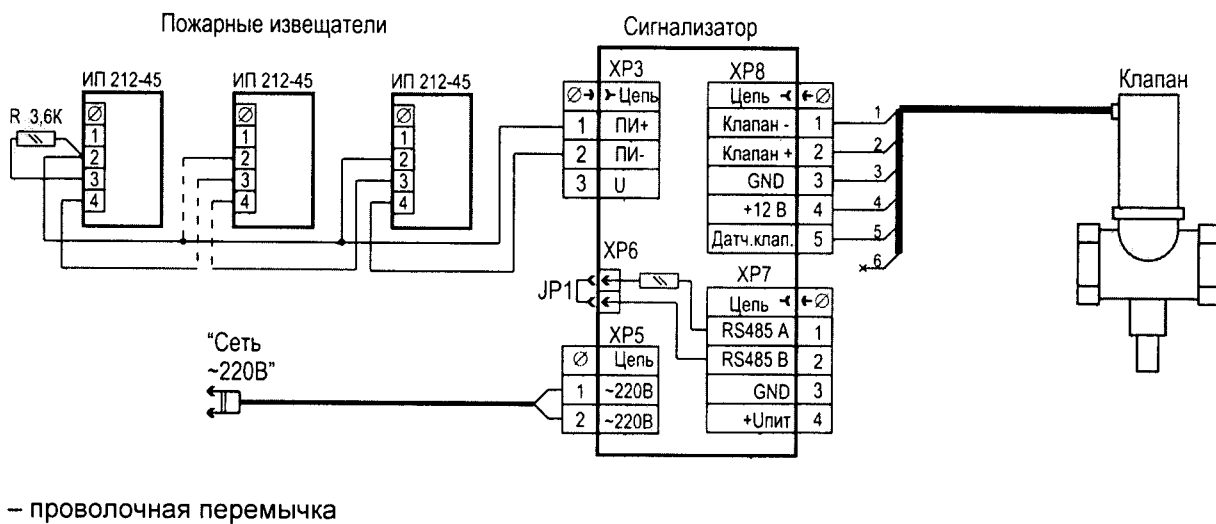 Пожарные извещатели
Сигнализатор
Клапан
ИП 212-45
ИП 212-45
ИП 212-45
R 3,6K
∅
1
2
3
4
∅
1
2
3
4
∅
1
2
3
4
XP3
∅ Цепь
1 ПИ+
2 ПИ-
3 U
XP8
Цепь ∅
Клапан - 1
Клапан + 2
GND 3
+12 В 4
Датч.клап. 5
1
2
3
4
5
6
XP6
JP1
XP7
Цепь ∅
RS485 A 1
RS485 B 2
GND 3
+Uпит 4
XP5
∅ Цепь
1 ~220В
2 ~220В
"Сеть
~220В"
– проволочная перемычка